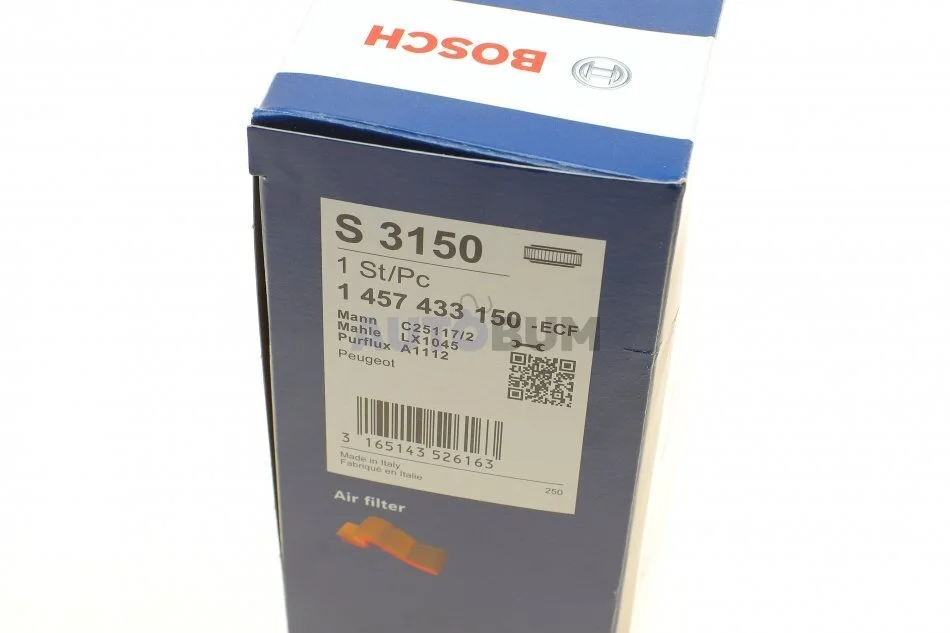 BOSCH
S 3150
1 St/Pc
1 457 433 150 -ECF
Mann C25117/2
Mahle LX1045
Purflux A1112
Peugeot
AUTOBUM
3 165143 526163
Made in Italy
Fabriqué en Italie
250
Air filter